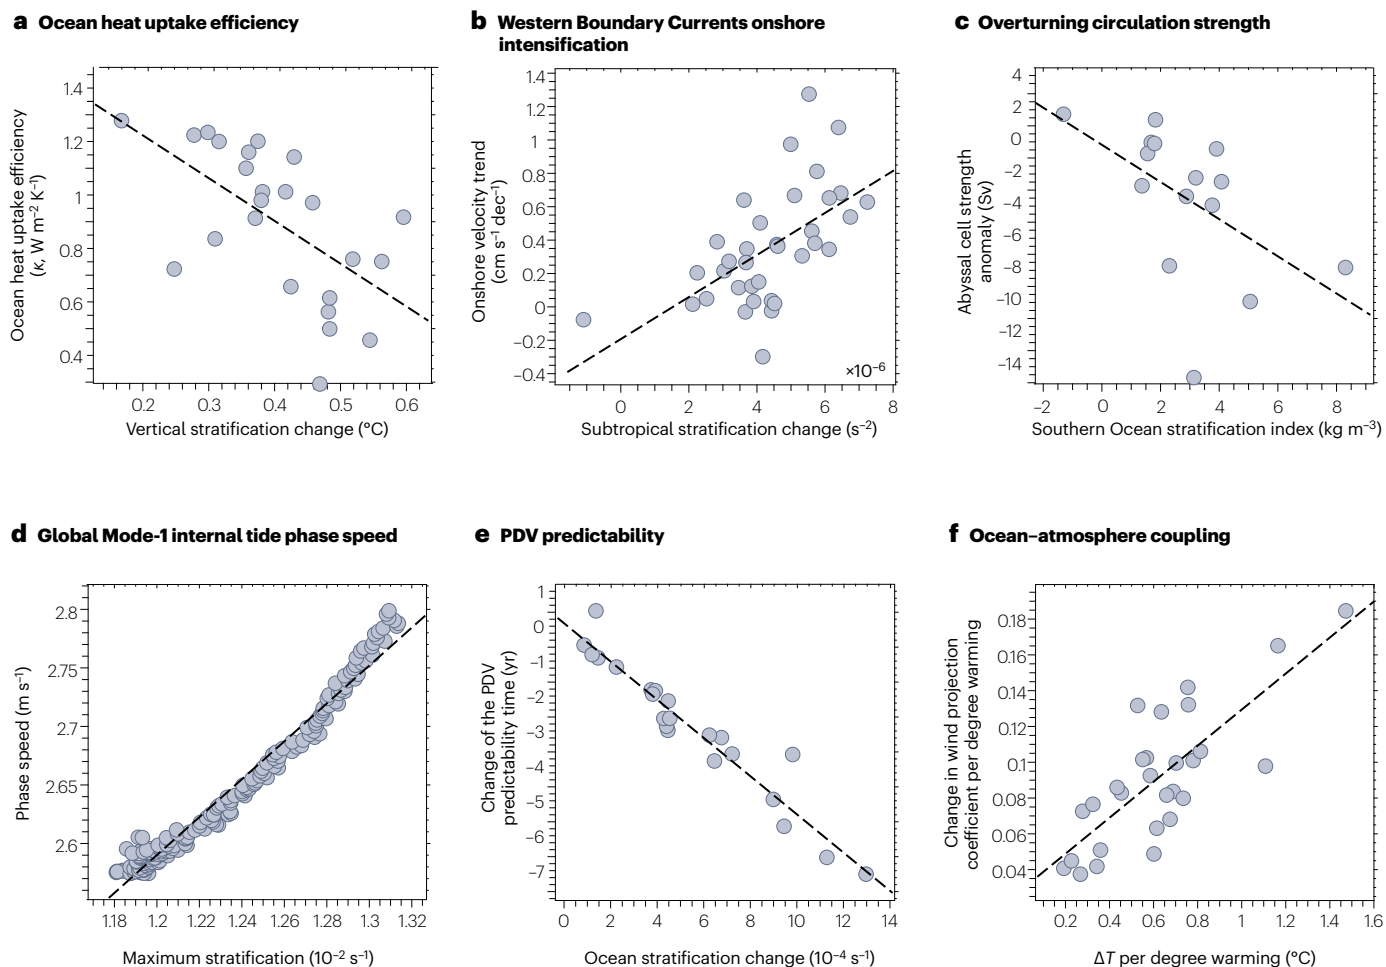 a Ocean heat uptake efficiency
Ocean heat uptake efficiency
(κ, W m−2 K−1)
1.4
1.2
1
0.8
0.6
0.4
0.2 0.3 0.4 0.5 0.6
Vertical stratification change (°C)
b Western Boundary Currents onshore
intensification
Onshore velocity trend
(cm s−1 dec−1)
1.4
1.2
1
0.8
0.6
0.4
0.2
0
−0.2
−0.4
×10−6
0 2 4 6 8
Subtropical stratification change (s−2)
c Overturning circulation strength
Abyssal cell strength
anomaly (Sv)
4
2
0
−2
−4
−6
−8
−10
−12
−14
−2 0 2 4 6 8
Southern Ocean stratification index (kg m−3)
d Global Mode-1 internal tide phase speed
Phase speed (m s−1)
2.8
2.75
2.7
2.65
2.6
1.18 1.2 1.22 1.24 1.26 1.28 1.3 1.32
Maximum stratification (10−2 s−1)
e PDV predictability
Change of the PDV
predictability time (yr)
1
0
−1
−2
−3
−4
−5
−6
−7
0 2 4 6 8 10 12 14
Ocean stratification change (10−4 s−1)
f Ocean–atmosphere coupling
Change in wind projection
coefficient per degree warming
0.18
0.16
0.14
0.12
0.1
0.08
0.06
0.04
0.2 0.4 0.6 0.8 1 1.2 1.4 1.6
ΔT per degree warming (°C)